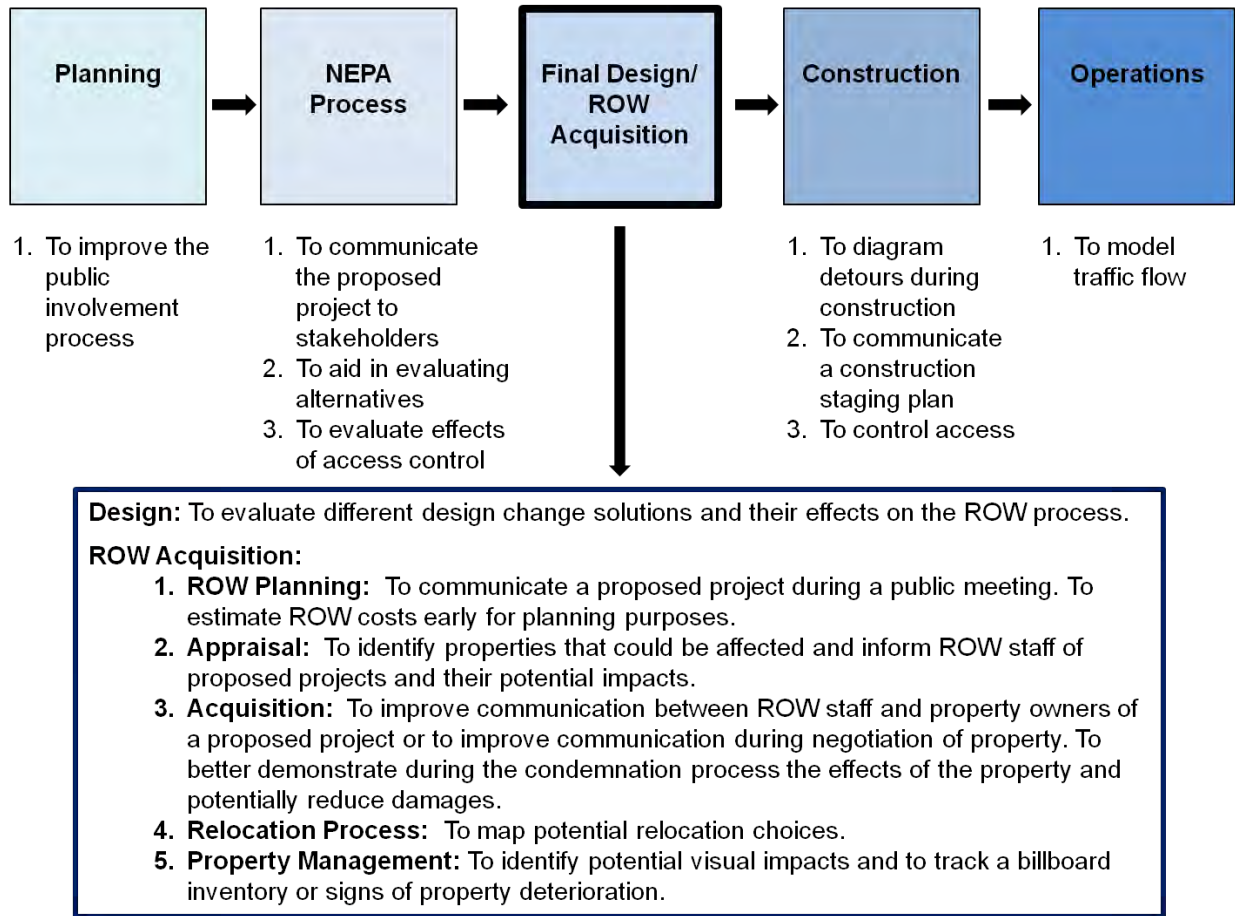 Planning
NEPA
Process
Final Design/
ROW
Acquisition
Construction
Operations
1. To improve the
public
involvement
process
1. To communicate
the proposed
project to
stakeholders
2. To aid in evaluating
alternatives
3. To evaluate effects
of access control
1. To diagram
detours during
construction
2. To communicate
a construction
staging plan
3. To control access
1. To model
traffic flow
Design: To evaluate different design change solutions and their effects on the ROW process.
ROW Acquisition:
1. ROW Planning: To communicate a proposed project during a public meeting. To
estimate ROW costs early for planning purposes.
2. Appraisal: To identify properties that could be affected and inform ROW staff of
proposed projects and their potential impacts.
3. Acquisition: To improve communication between ROW staff and property owners of
a proposed project or to improve communication during negotiation of property. To
better demonstrate during the condemnation process the effects of the property and
potentially reduce damages.
4. Relocation Process: To map potential relocation choices.
5. Property Management: To identify potential visual impacts and to track a billboard
inventory or signs of property deterioration.